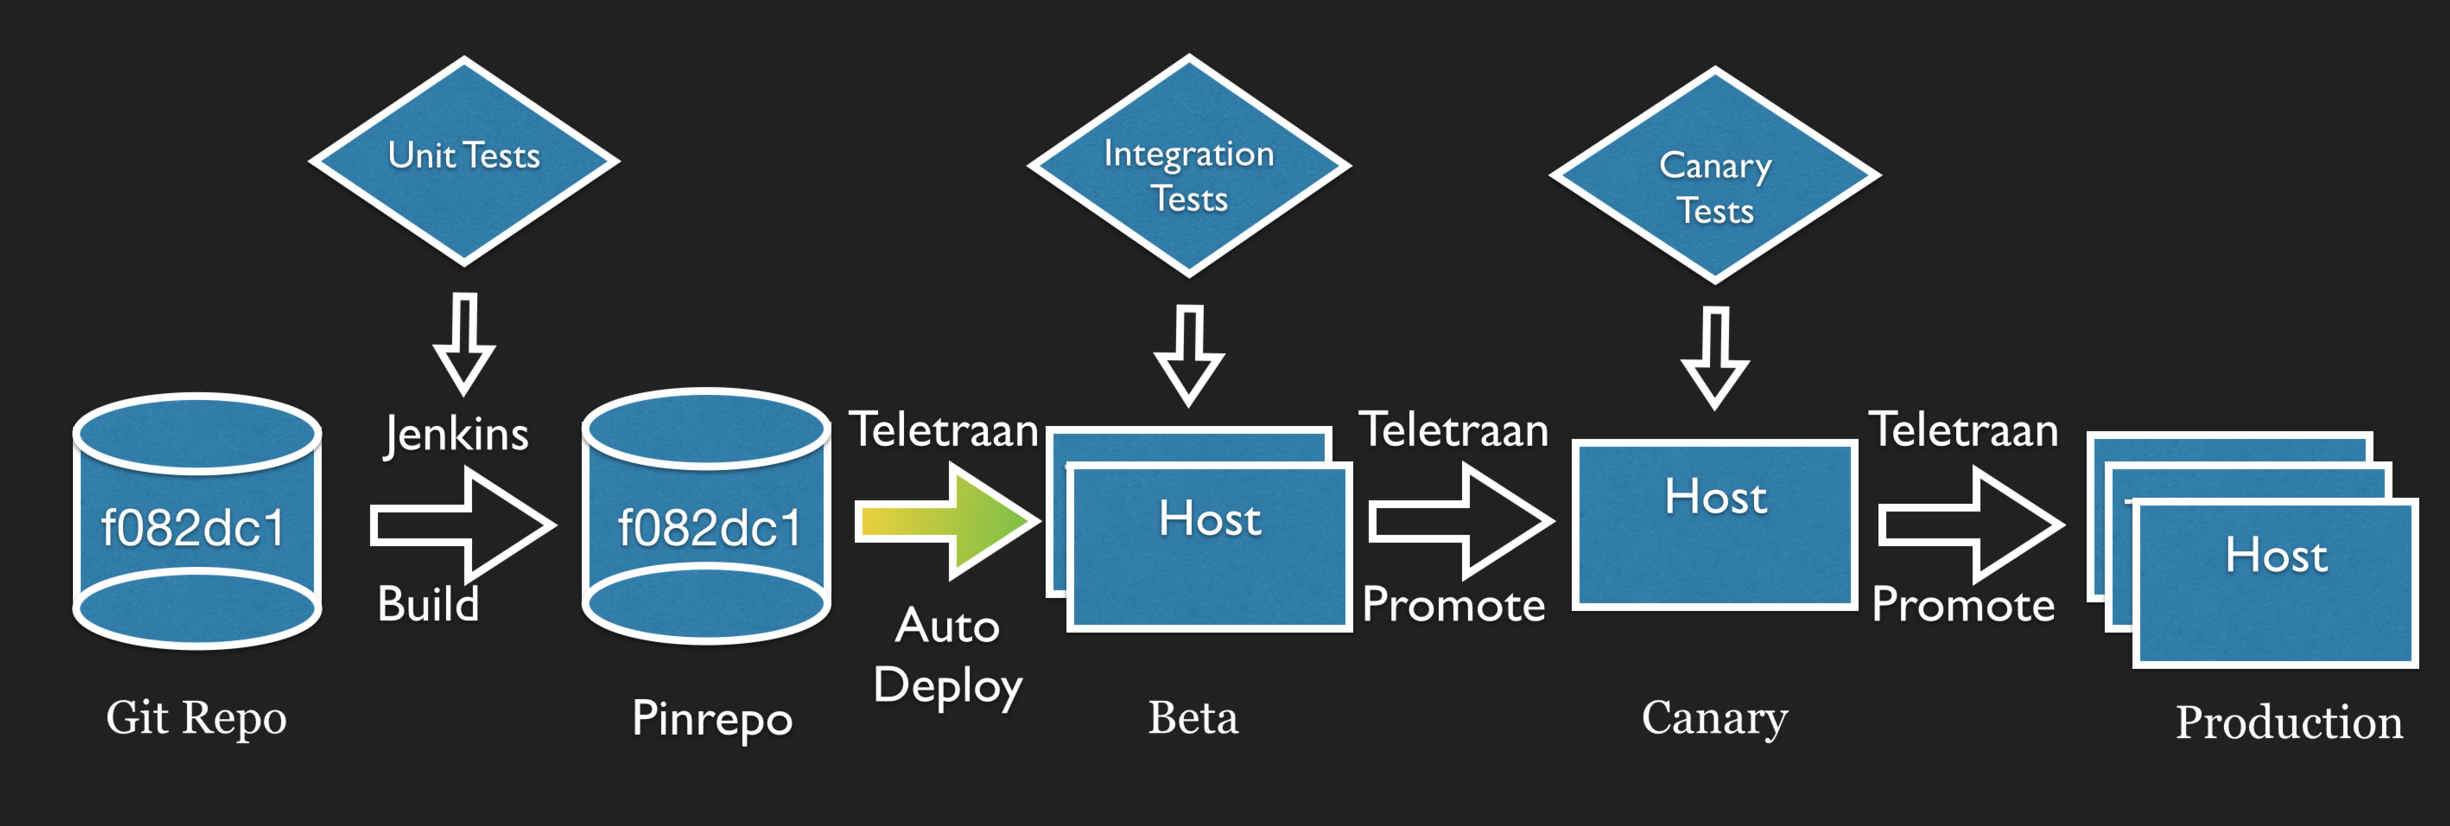 Unit Tests
Integration
Tests
Canary
Tests
f082dc1
Git Repo
Jenkins
Build
f082dc1
Pinrepo
Teletraan
Auto
Deploy
Host
Beta
Teletraan
Promote
Host
Canary
Teletraan
Promote
Host
Production